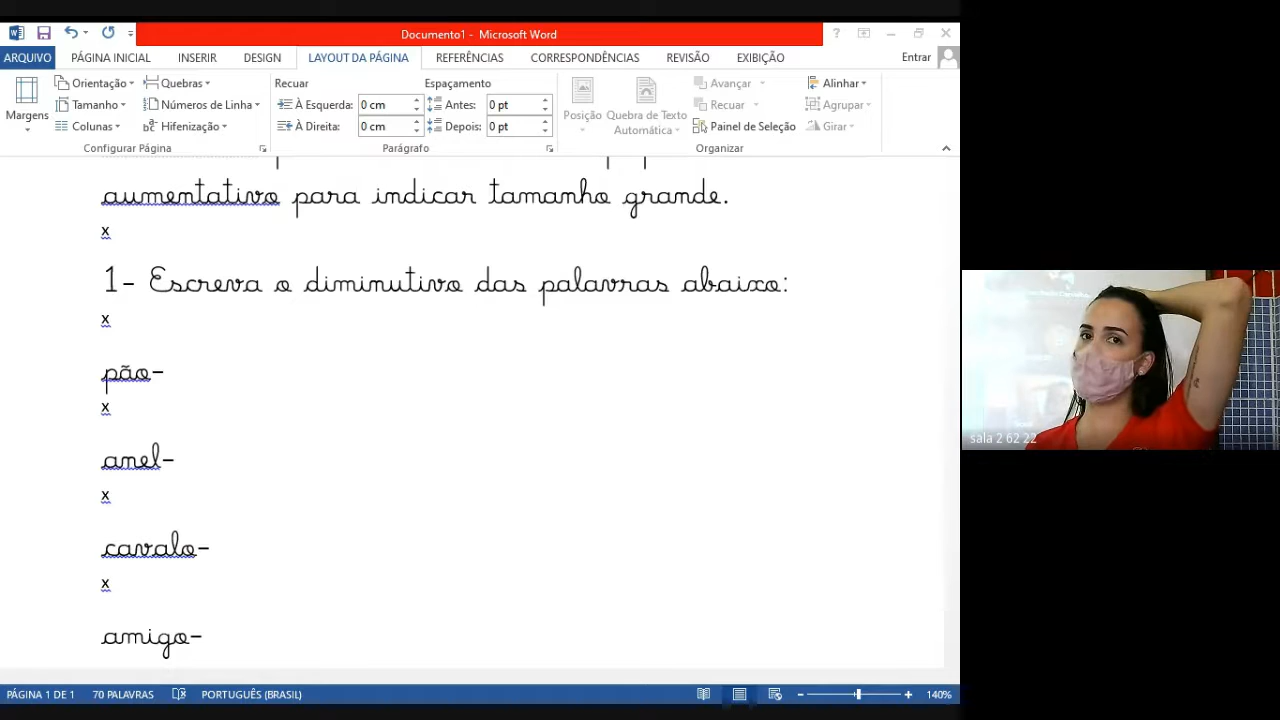 Documento1 - Microsoft Word
ARQUIVO PÁGINA INICIAL INSERIR DESIGN LAYOUT DA PÁGINA REFERÊNCIAS CORRESPONDÊNCIAS REVISÃO EXIBIÇÃO Entrar
Orientação Quebras Recuar Espaçamento Avançar Alinhar
Margens Tamanho Números de Linha À Esquerda: 0 cm Antes: 0 pt Posição Quebra de Texto Automática Recuar Agrupar
Colunas Hifenização À Direita: 0 cm Depois: 0 pt Painel de Seleção Girar
Configurar Página Parágrafo Organizar
aumentativo para indicar tamanho grande.
x
1- Escreva o diminutivo das palavras abaixo:
x
pão-
x
anel-
x
cavalo-
x
amigo-
sala 2 62 22
PÁGINA 1 DE 1 70 PALAVRAS PORTUGUÊS (BRASIL) 140%